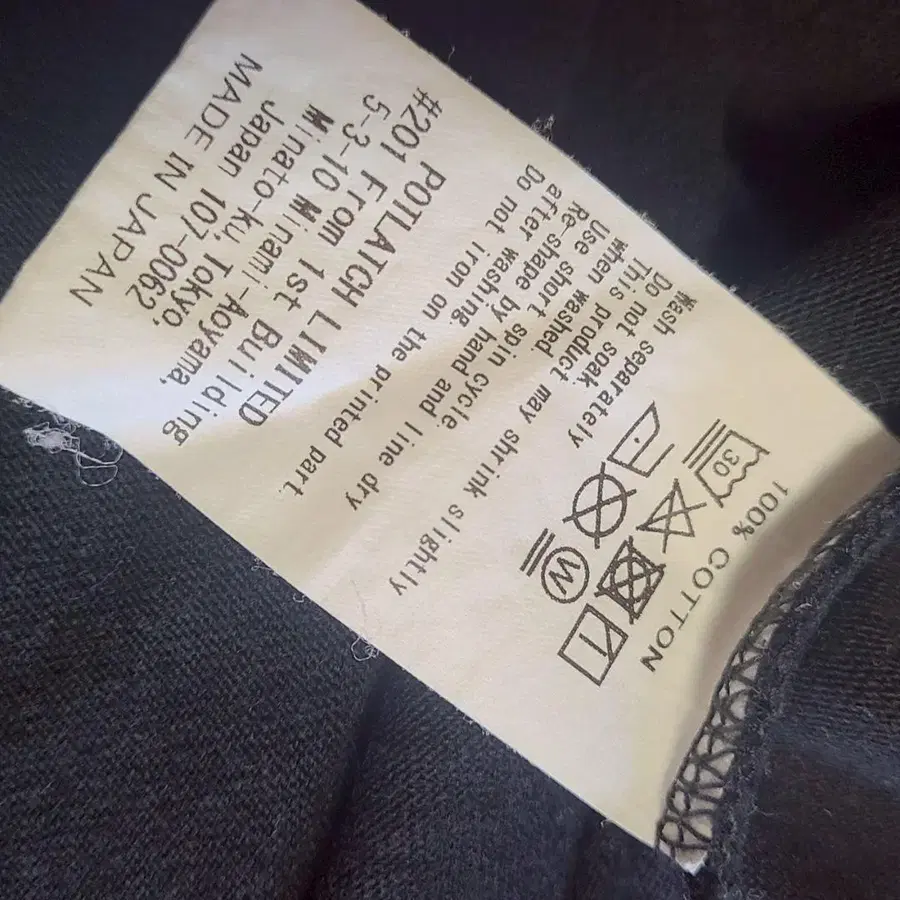 100% COTTON
30
W
Wash separately
Do not soak.
This product may shrink slightly
when washed.
Use short spin cycle.
Re-shape by hand and line dry
after washing.
Do not iron on the printed part.
POTLATCH LIMITED
#201 From 1st Building
5-3-10 Minami-Aoyama,
Minato-ku, Tokyo,
Japan 107-0062
MADE IN JAPAN